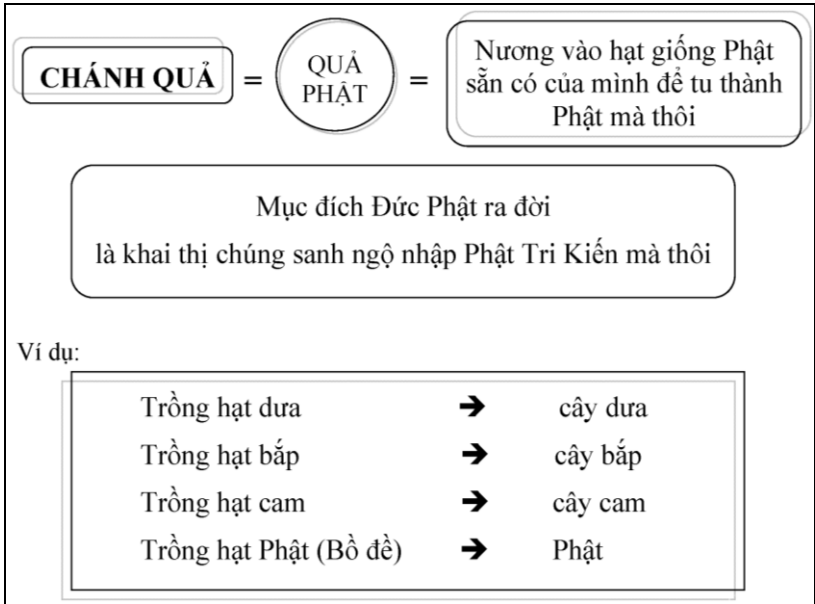 CHÁNH QUẢ = QUẢ PHẬT = Nương vào hạt giống Phật
sẵn có của mình để tu thành
Phật mà thôi
Mục đích Đức Phật ra đời
là khai thị chúng sanh ngộ nhập Phật Tri Kiến mà thôi
Ví dụ:
Trồng hạt dưa ➔ cây dưa
Trồng hạt bắp ➔ cây bắp
Trồng hạt cam ➔ cây cam
Trồng hạt Phật (Bồ đề) ➔ Phật